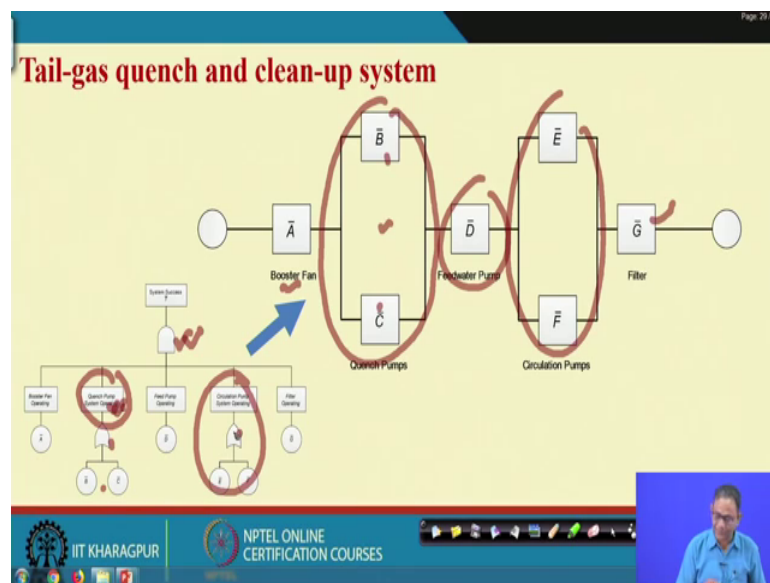 Page: 29
Tail-gas quench and clean-up system
B̅
E̅
A̅
D̅
G̅
Booster Fan
Feedwater Pump
Filter
C̅
F̅
Quench Pumps
Circulation Pumps
System Success
Booster Fan Operating
Quench Pump System
Feed Pump Operating
Circulation Pump System Operating
Filter Operating
IIT KHARAGPUR
NPTEL ONLINE
CERTIFICATION COURSES